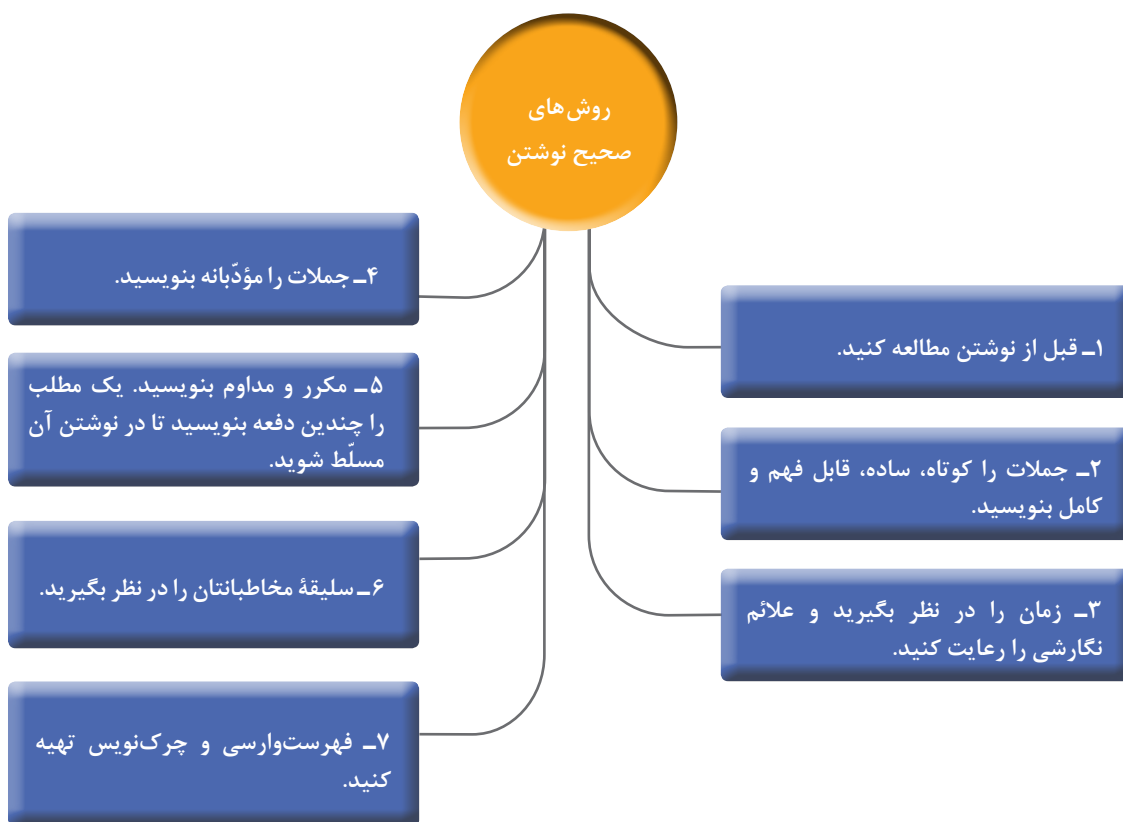 روش‌های
صحیح نوشتن
۱ـ قبل از نوشتن مطالعه کنید.
۲ـ جملات را کوتاه، ساده، قابل فهم و
کامل بنویسید.
۳ـ زمان را در نظر بگیرید و علائم
نگارشی را رعایت کنید.
۴ـ جملات را مؤدّبانه بنویسید.
۵ـ مکرر و مداوم بنویسید. یک مطلب
را چندین دفعه بنویسید تا در نوشتن آن
مسلّط شوید.
۶ـ سلیقهٔ مخاطبانتان را در نظر بگیرید.
۷ـ فهرست‌وارسی و چرک‌نویس تهیه
کنید.